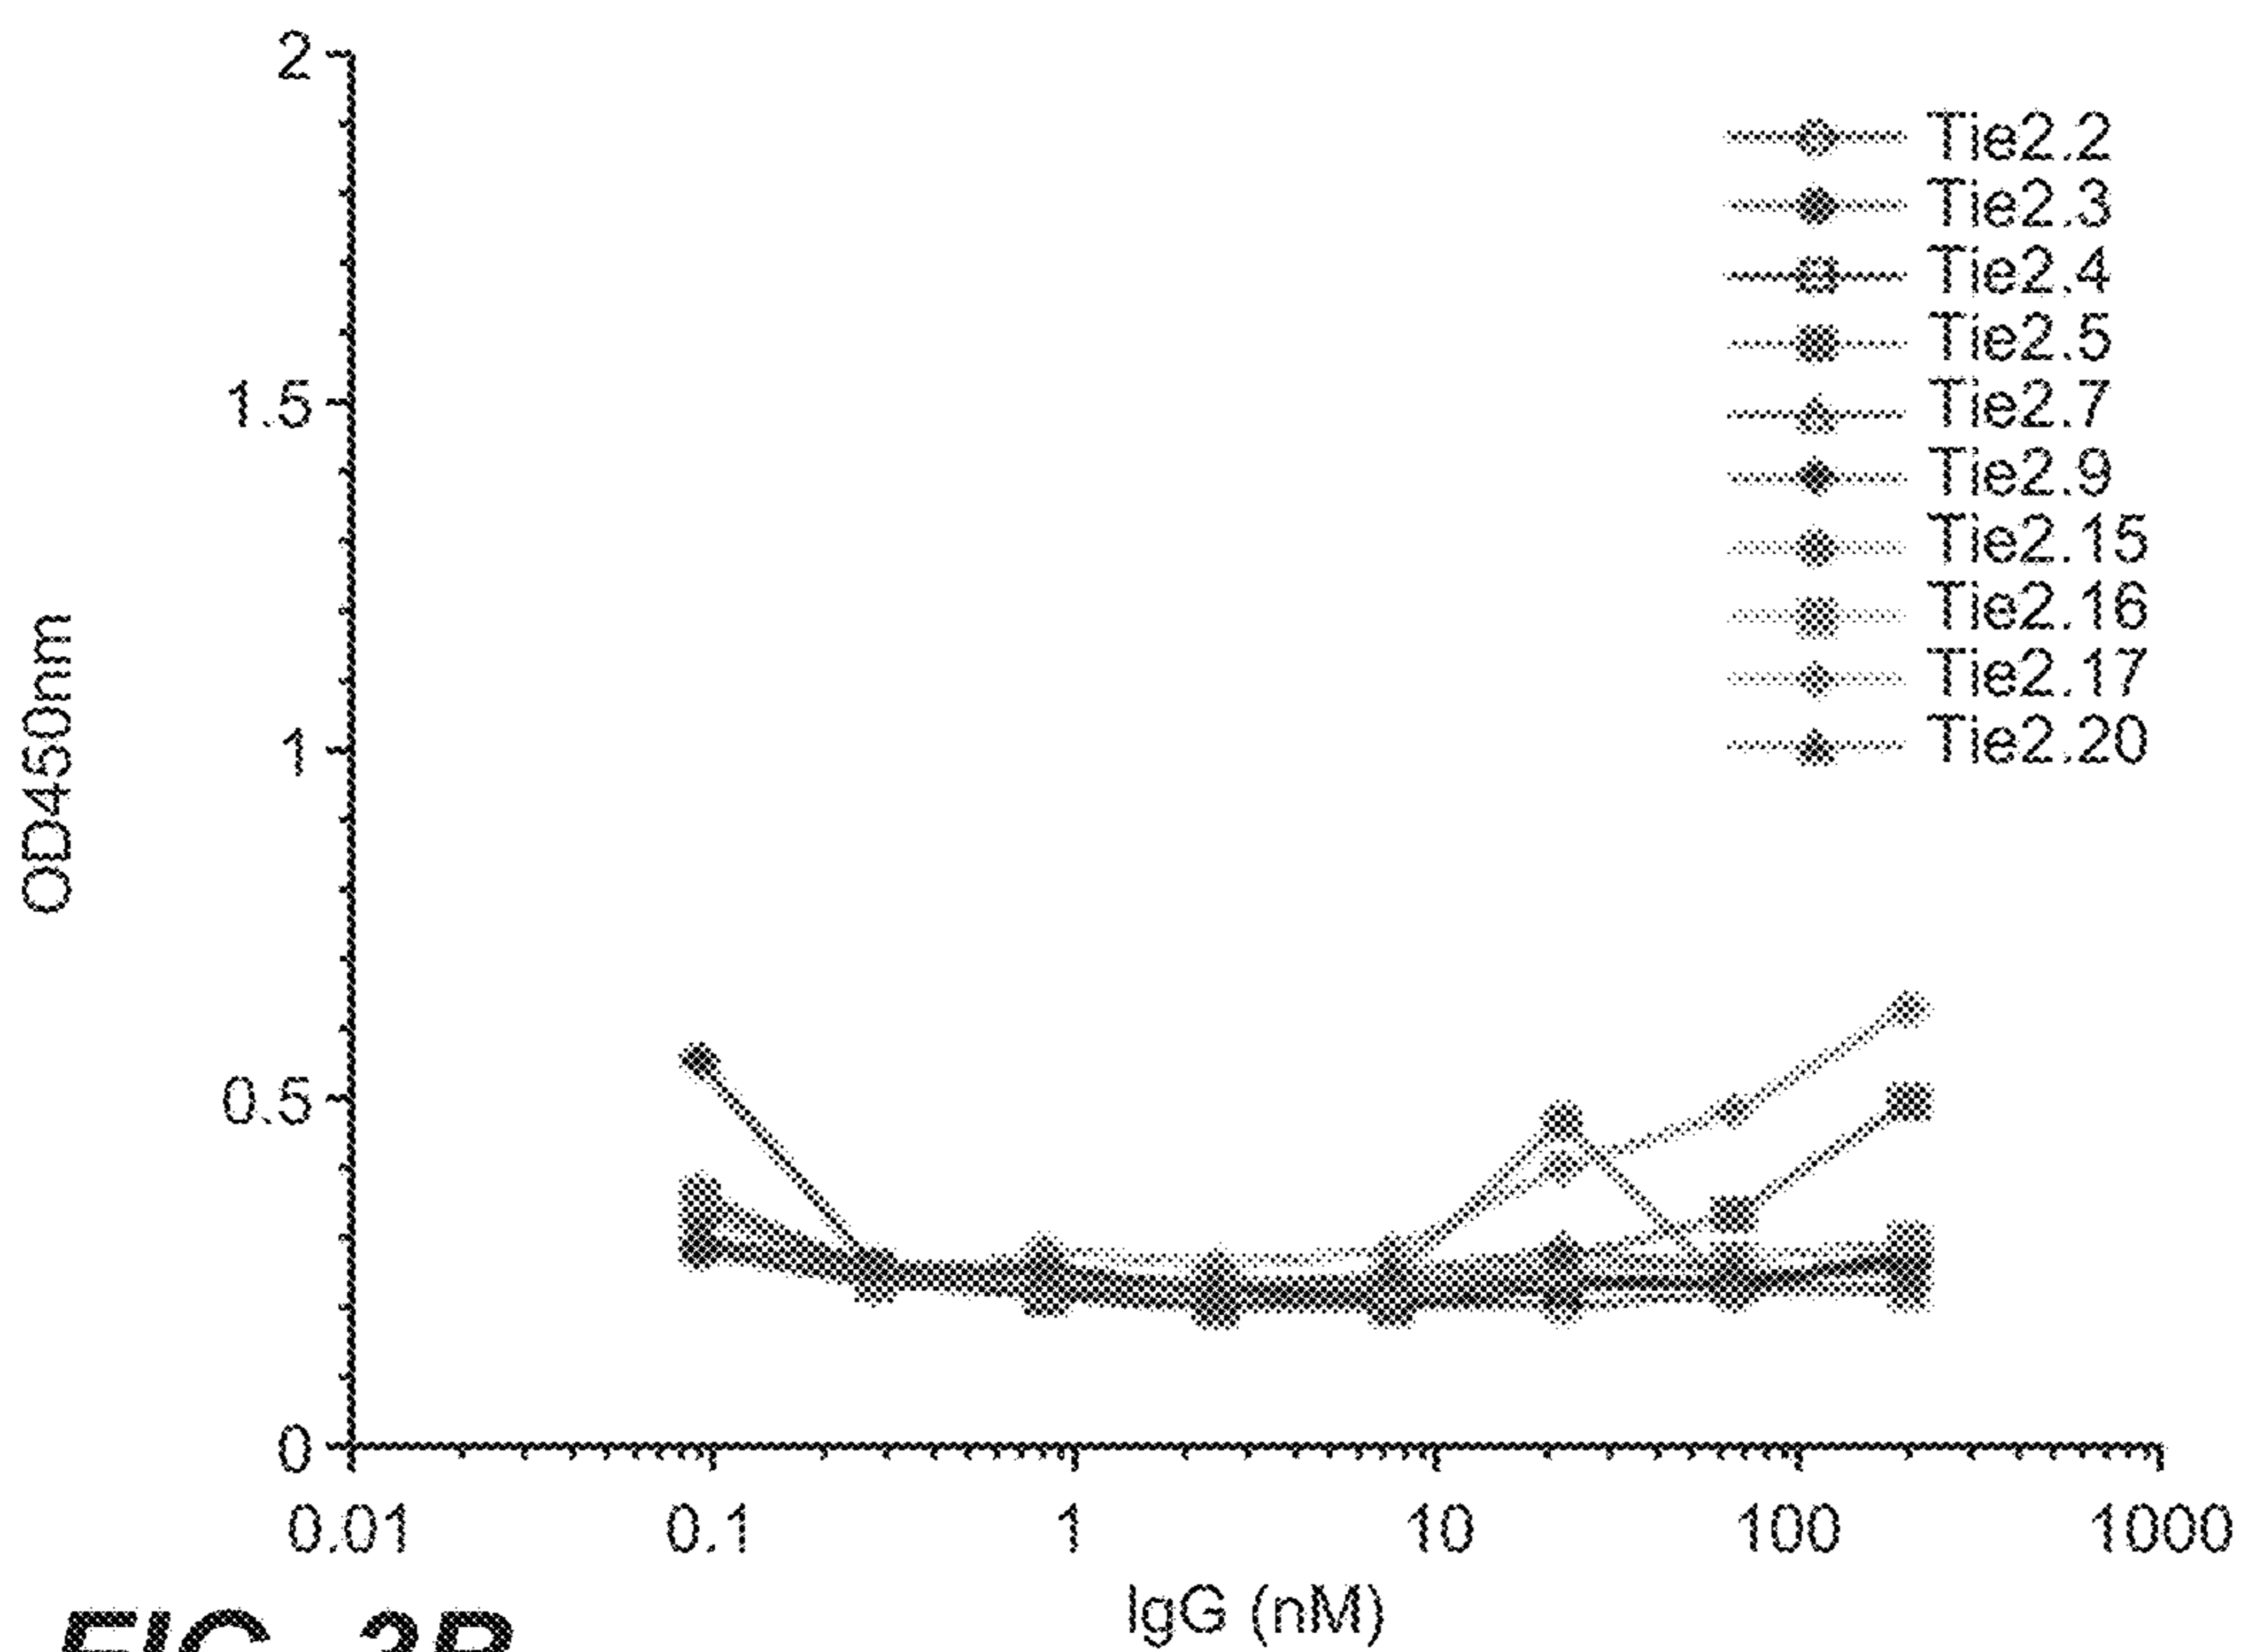 2
1.5
1
0.5
0
OD450nm
Tie2.2
Tie2.3
Tie2.4
Tie2.5
Tie2.7
Tie2.9
Tie2.15
Tie2.16
Tie2.17
Tie2.20
0.01 0.1 1 10 100 1000
IgG (nM)
FIG.